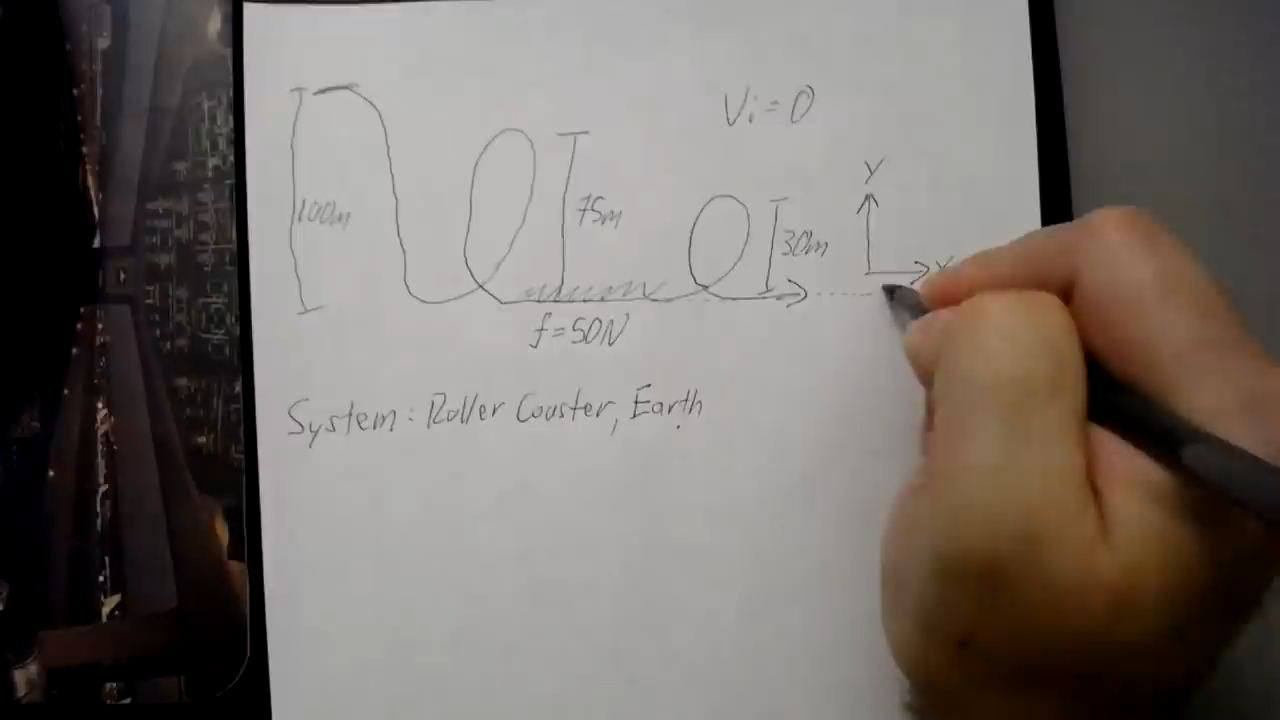 Vi = 0
Y
100m
75m
30m
X
f = 50N
System: Roller Coaster, Earth